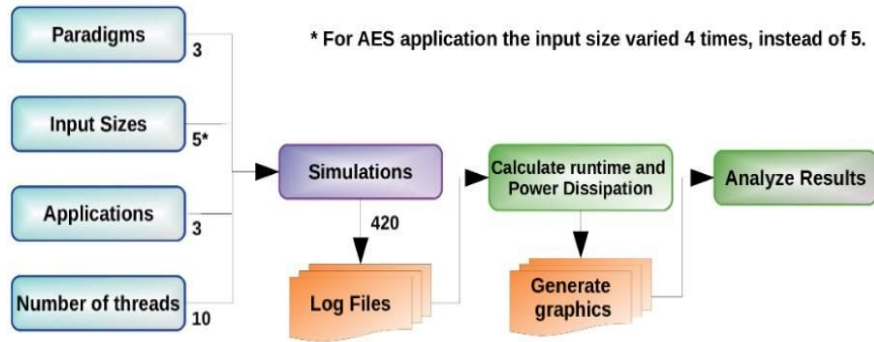 Paradigms
3
* For AES application the input size varied 4 times, instead of 5.
Input Sizes
5*
Simulations
Calculate runtime and
Power Dissipation
Analyze Results
Applications
3
420
Number of threads
10
Log Files
Generate
graphics